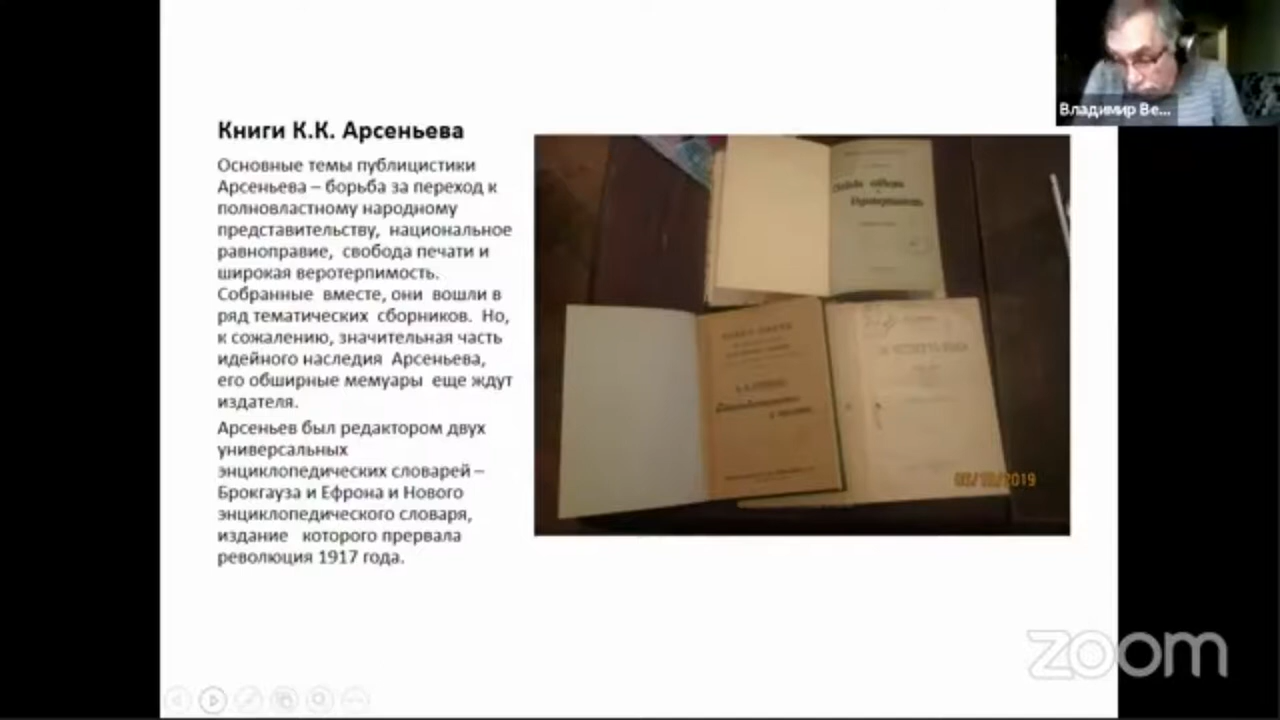 Владимир Ве...
Книги К.К. Арсеньева
Основные темы публицистики
Арсеньева – борьба за переход к
полновластному народному
представительству, национальное
равноправие, свобода печати и
широкая веротерпимость.
Собранные вместе, они вошли в
ряд тематических сборников. Но,
к сожалению, значительная часть
идейного наследия Арсеньева,
его обширные мемуары еще ждут
издателя.
Арсеньев был редактором двух
универсальных
энциклопедических словарей –
Брокгауза и Ефрона и Нового
энциклопедического словаря,
издание которого прервала
революция 1917 года.
2019
zoom